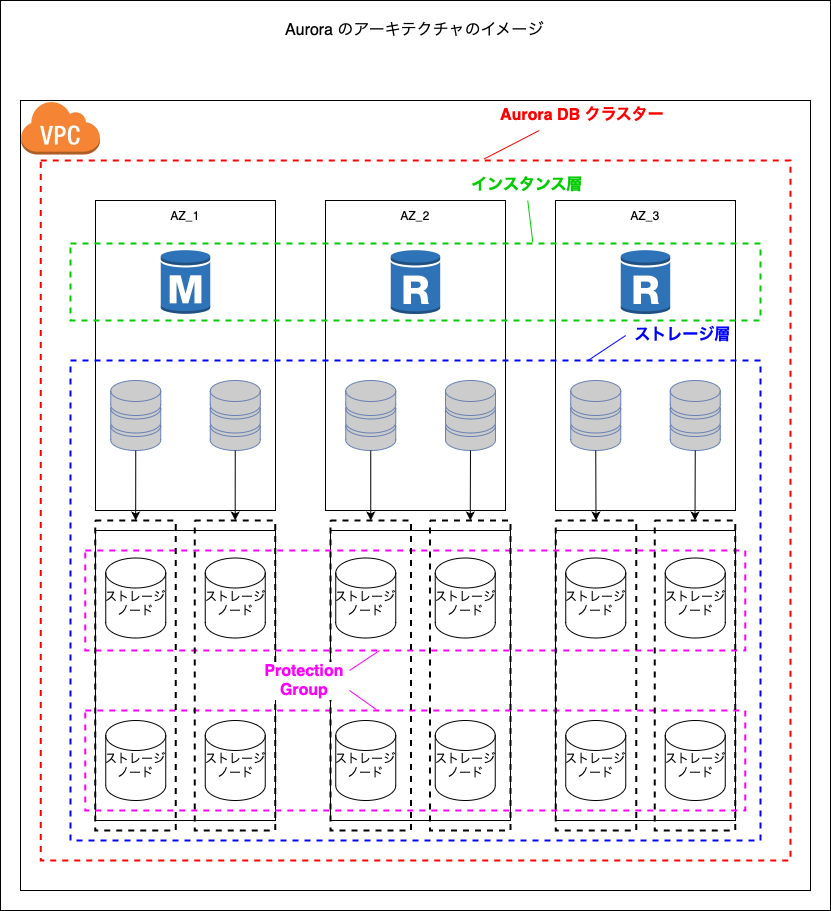 Aurora のアーキテクチャのイメージ
VPC
Aurora DB クラスター
インスタンス層
AZ_1
AZ_2
AZ_3
M
R
R
ストレージ層
ストレージ
ノード
ストレージ
ノード
ストレージ
ノード
ストレージ
ノード
ストレージ
ノード
ストレージ
ノード
Protection
Group
ストレージ
ノード
ストレージ
ノード
ストレージ
ノード
ストレージ
ノード
ストレージ
ノード
ストレージ
ノード